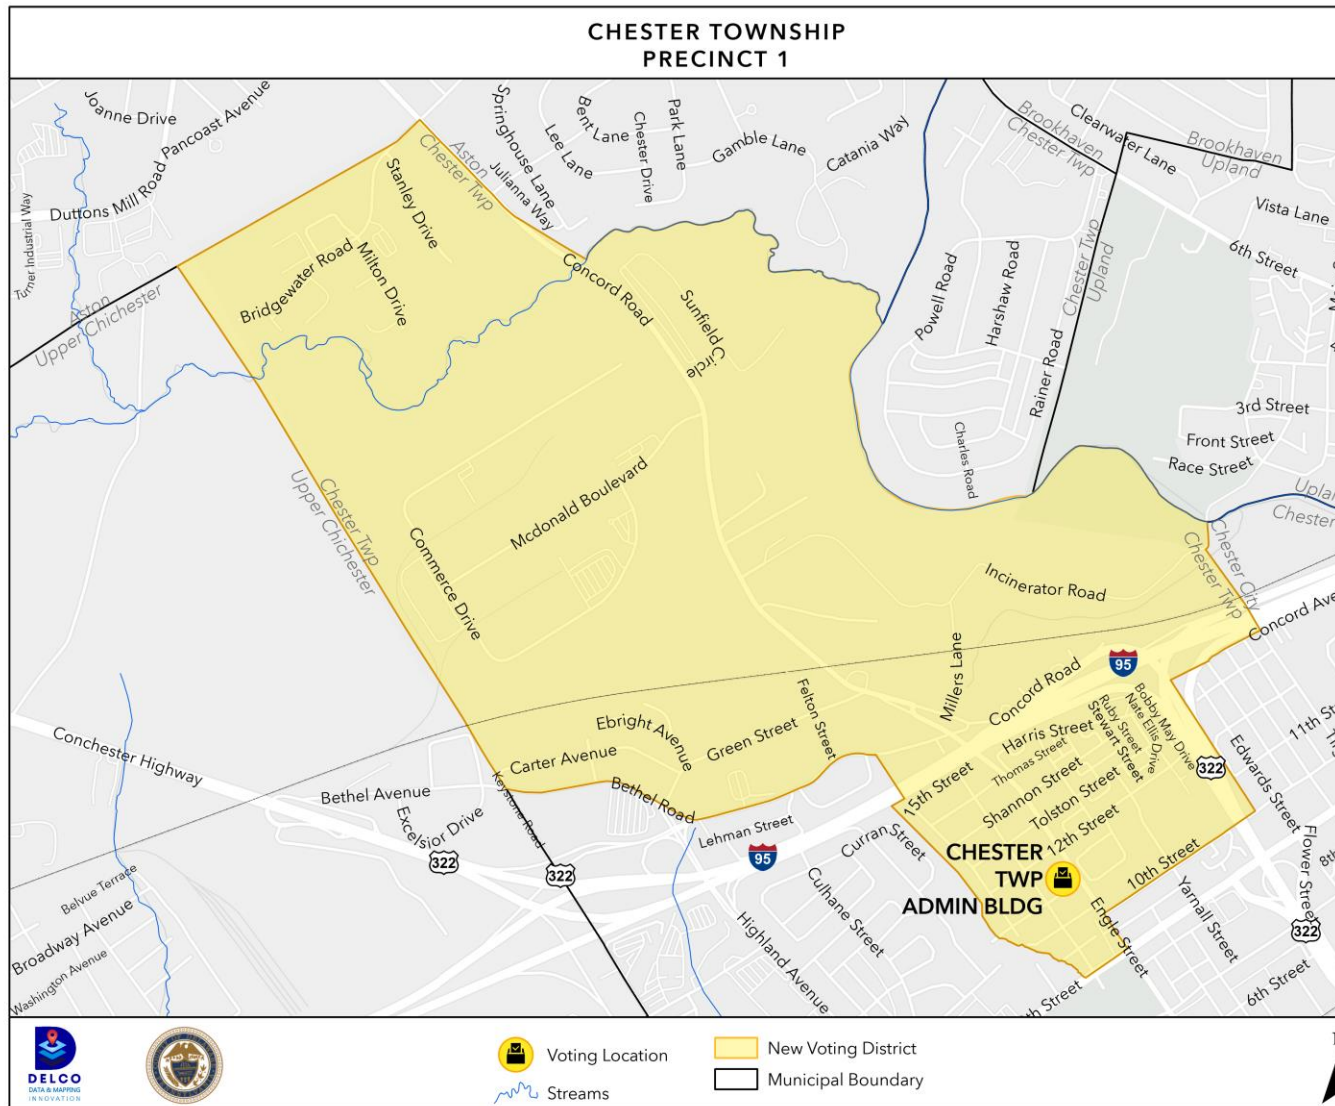 CHESTER TOWNSHIP
PRECINCT 1
Joanne Drive
Pancoast Avenue
Duttons Mill Road
Turner Industrial Way
Aston
Upper Chichester
Stanley Drive
Milton Drive
Bridgewater Road
Aston
Chester Twp
Springhouse Lane
Julianna Way
Lee Lane
Bent Lane
Chester Drive
Park Lane
Gamble Lane
Catania Way
Brookhaven
Chester Twp
Clearwater Lane
Brookhaven
Upland
Vista Lane
6th Street
Concord Road
Sunfield Circle
Powell Road
Harshaw Road
Chester Twp
Upland
Rainer Road
Charles Road
3rd Street
Front Street
Race Street
Chester Twp
Upper Chichester
Mcdonald Boulevard
Commerce Drive
Incinerator Road
Chester City
Chester Twp
Chester
Millers Lane
Concord Road
95
Felton Street
Ebright Avenue
Green Street
Carter Avenue
Bethel Road
Conchester Highway
Bethel Avenue
Excelsior Drive
Keystone Road
322
322
Lehman Street
95
Curran Street
Culhane Street
Highland Avenue
Belvue Terrace
Broadway Avenue
Washington Avenue
Harris Street
Thomas Street
15th Street
Shannon Street
Tolston Street
12th Street
10th Street
Ruby Street
Stewart Street
Nate Ellis Drive
Bobby May Drive
322
Edwards Street
Flower Street
Yarnall Street
Engle Street
322
6th Street
CHESTER
TWP
ADMIN BLDG
DELCO
DATA & MAPPING
INNOVATION
Voting Location
Streams
New Voting District
Municipal Boundary